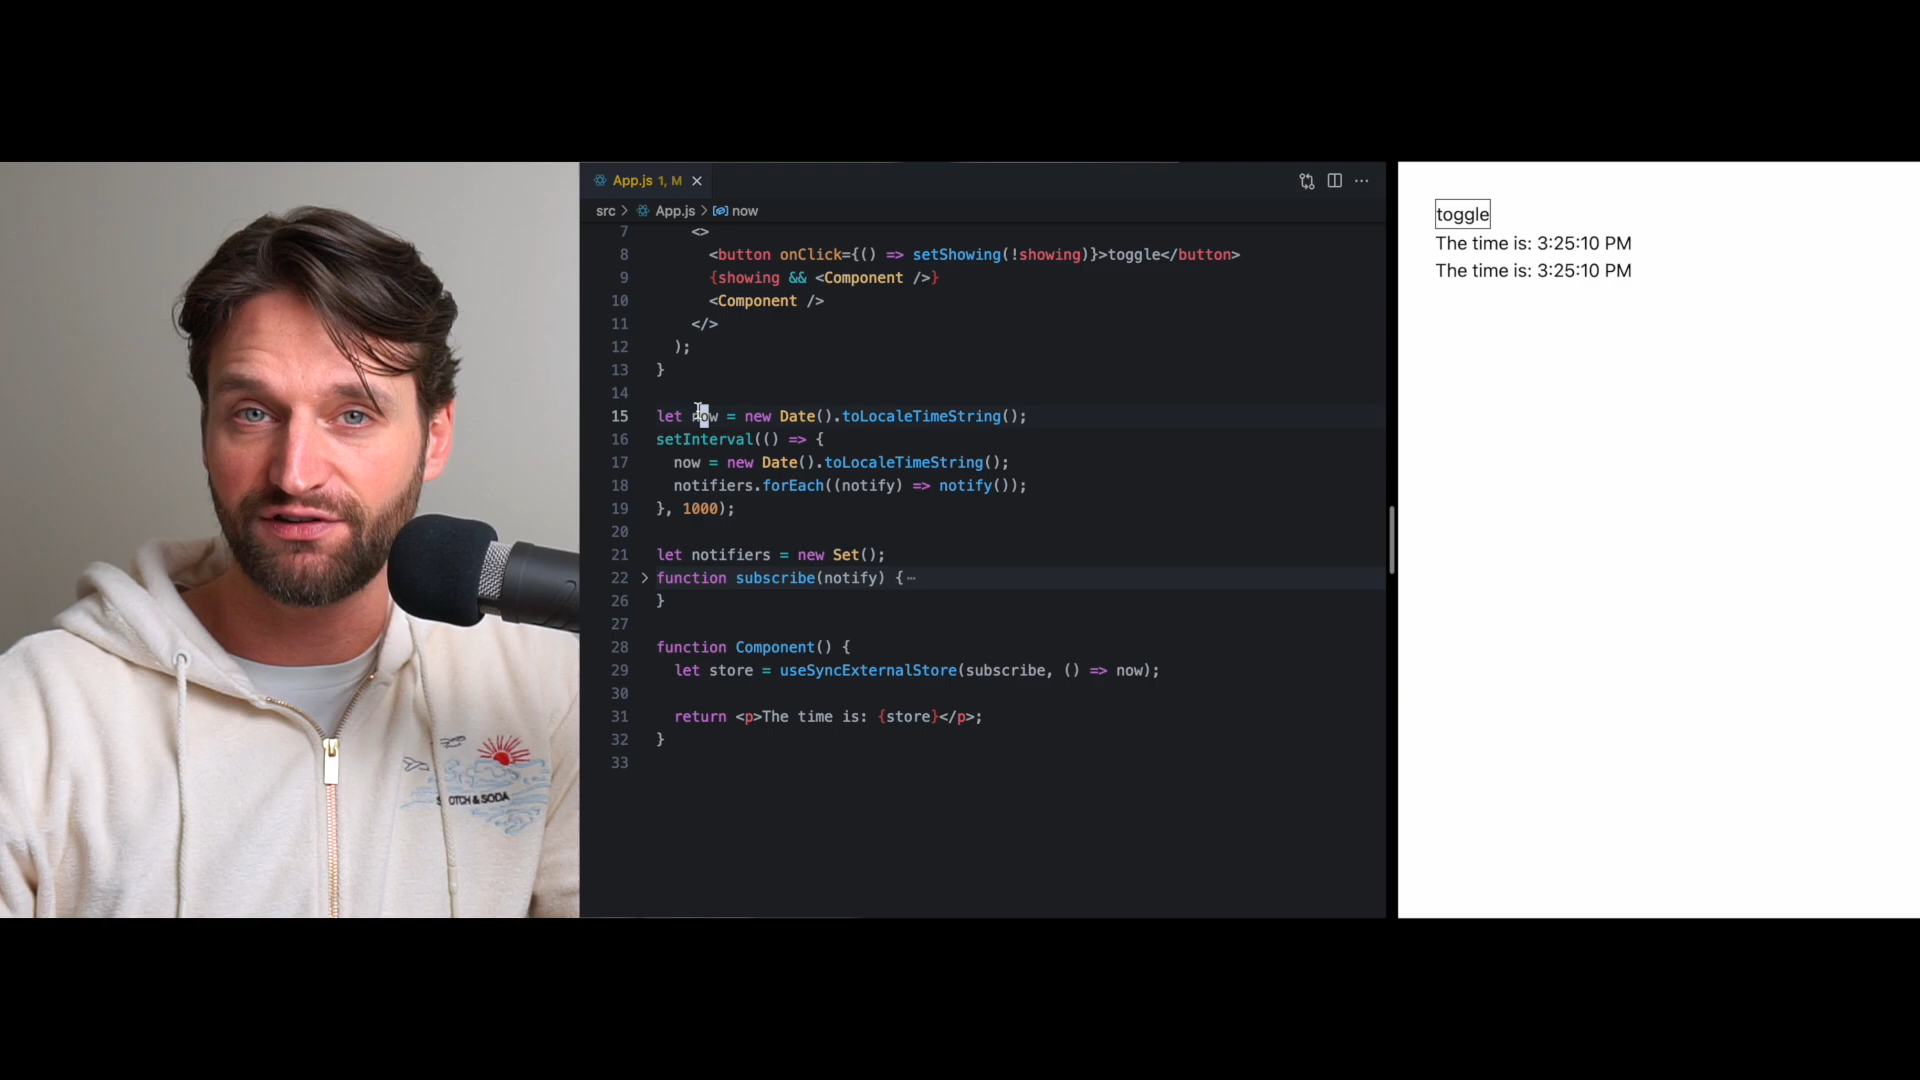 App.js 1, M
src > App.js > now
7 <>
8 <button onClick={() => setShowing(!showing)}>toggle</button>
9 {showing && <Component />}
10 <Component />
11 </>
12 );
13 }
14
15 let now = new Date().toLocaleTimeString();
16 setInterval(() => {
17 now = new Date().toLocaleTimeString();
18 notifiers.forEach((notify) => notify());
19 }, 1000);
20
21 let notifiers = new Set();
22 function subscribe(notify) {⋯
26 }
27
28 function Component() {
29 let store = useSyncExternalStore(subscribe, () => now);
30
31 return <p>The time is: {store}</p>;
32 }
33
toggle
The time is: 3:25:10 PM
The time is: 3:25:10 PM
OTCH & SODA